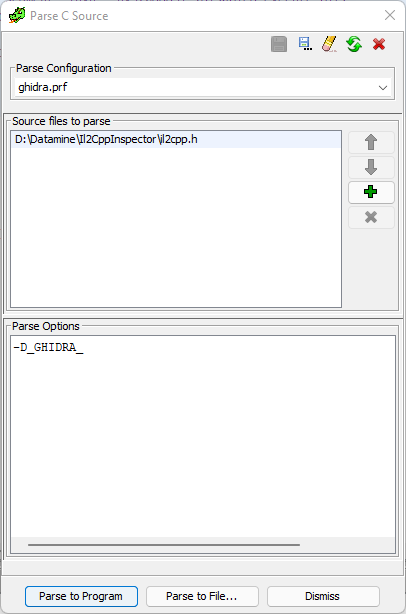 Parse C Source
Parse Configuration
ghidra.prf
Source files to parse
D:\Datamine\Il2CppInspector\il2cpp.h
Parse Options
-D_GHIDRA_
Parse to Program
Parse to File...
Dismiss